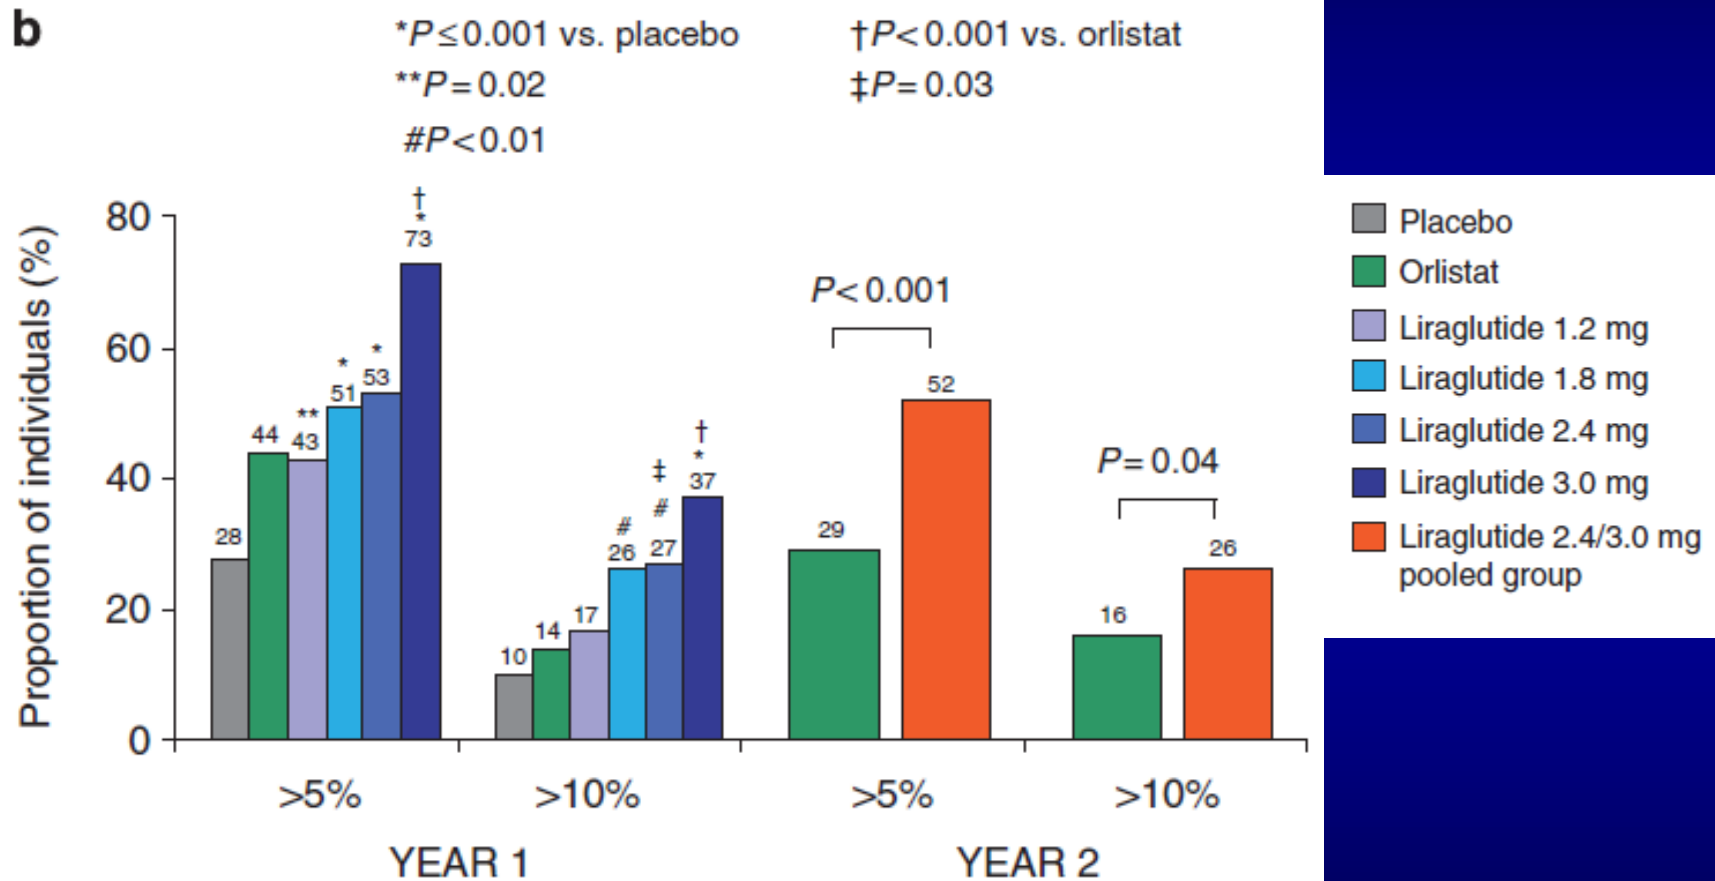 b
*P≤0.001 vs. placebo
†P<0.001 vs. orlistat
**P=0.02
‡P=0.03
#P<0.01
Proportion of individuals (%)
80
60
40
20
0
†
*
73
*
53
*
51
**
43
44
28
†
*
37
‡
#
27
#
26
17
14
10
P<0.001
52
29
P=0.04
26
16
>5%
>10%
>5%
>10%
YEAR 1
YEAR 2
Placebo
Orlistat
Liraglutide 1.2 mg
Liraglutide 1.8 mg
Liraglutide 2.4 mg
Liraglutide 3.0 mg
Liraglutide 2.4/3.0 mg
pooled group